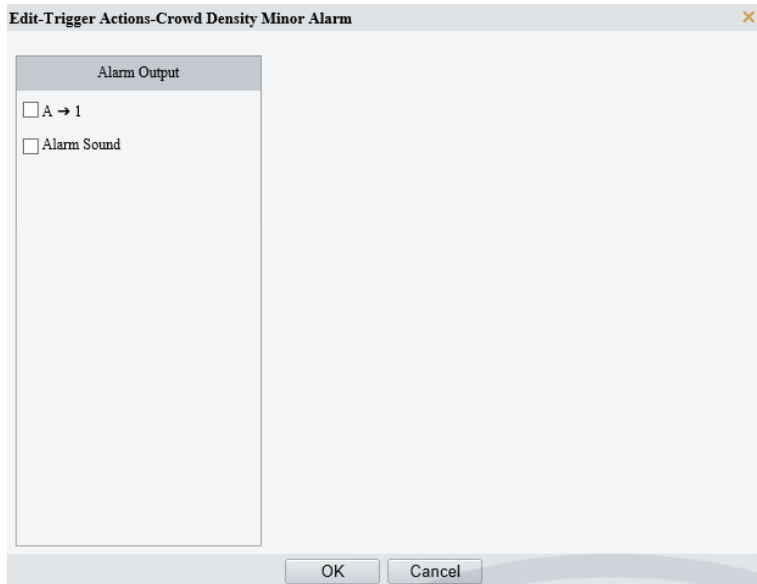 Edit-Trigger Actions-Crowd Density Minor Alarm
Alarm Output
A ➔ 1
Alarm Sound
OK Cancel